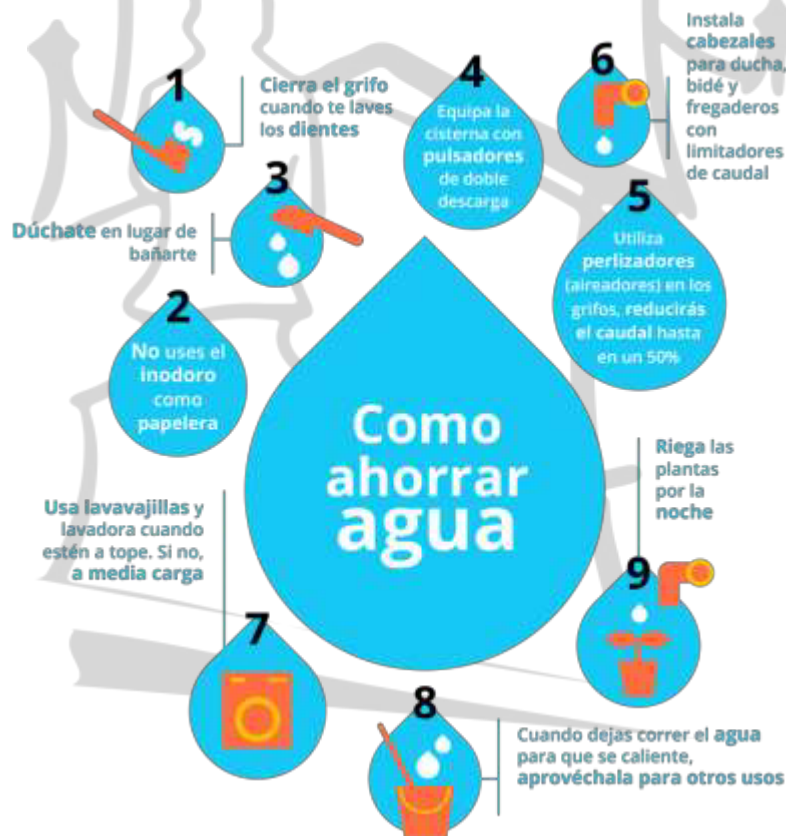 Como
ahorrar
agua
1
Cierra el grifo
cuando te laves
los dientes
2
No uses el
inodoro
como
papelera
3
Dúchate en lugar de
bañarte
4
Equipa la
cisterna con
pulsadores
de doble
descarga
5
Utiliza
perlizadores
(aireadores) en los
grifos, reducirás
el caudal hasta
en un 50%
6
Instala
cabezales
para ducha,
bidé y
fregaderos
con
limitadores
de caudal
7
Usa lavavajillas y
lavadora cuando
estén a tope. Si no,
a media carga
8
Cuando dejas correr el agua
para que se caliente,
aprovéchala para otros usos
9
Riega las
plantas
por la
noche